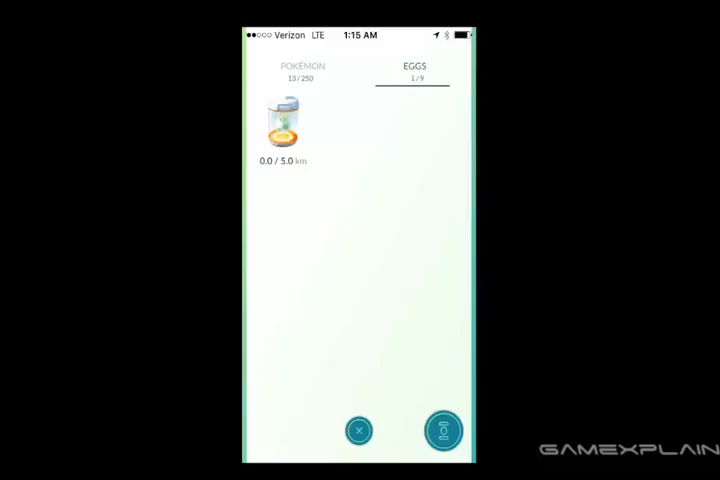 Verizon LTE 1:15 AM
POKÉMON EGGS
13 / 250 1 / 9
0.0 / 5.0 km
GAMEXPLAIN